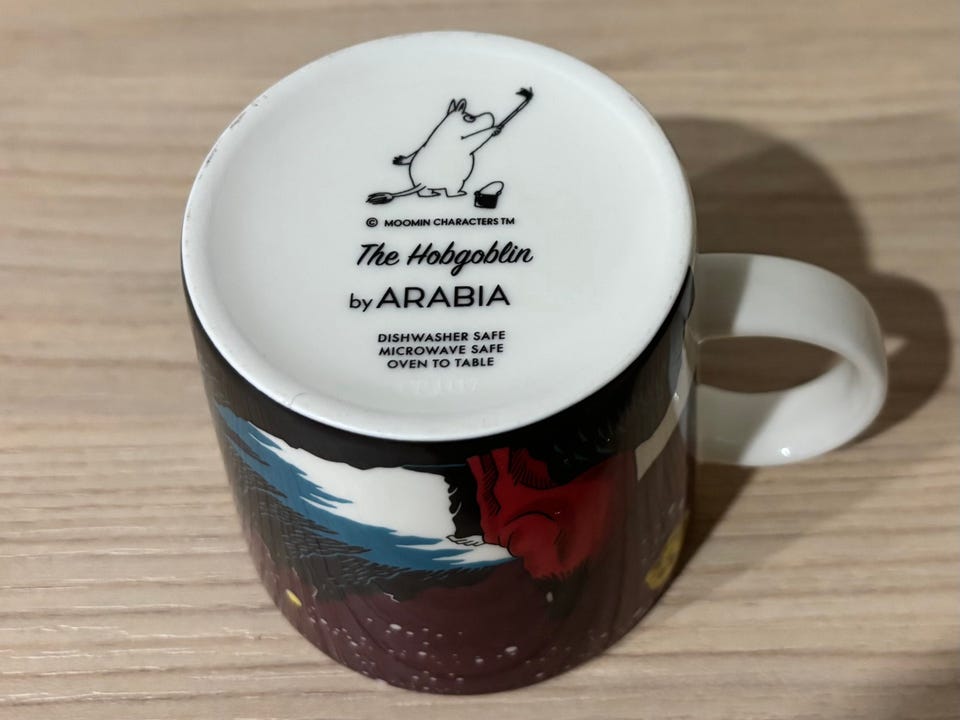 © MOOMIN CHARACTERS TM
The Hobgoblin
by ARABIA
DISHWASHER SAFE
MICROWAVE SAFE
OVEN TO TABLE